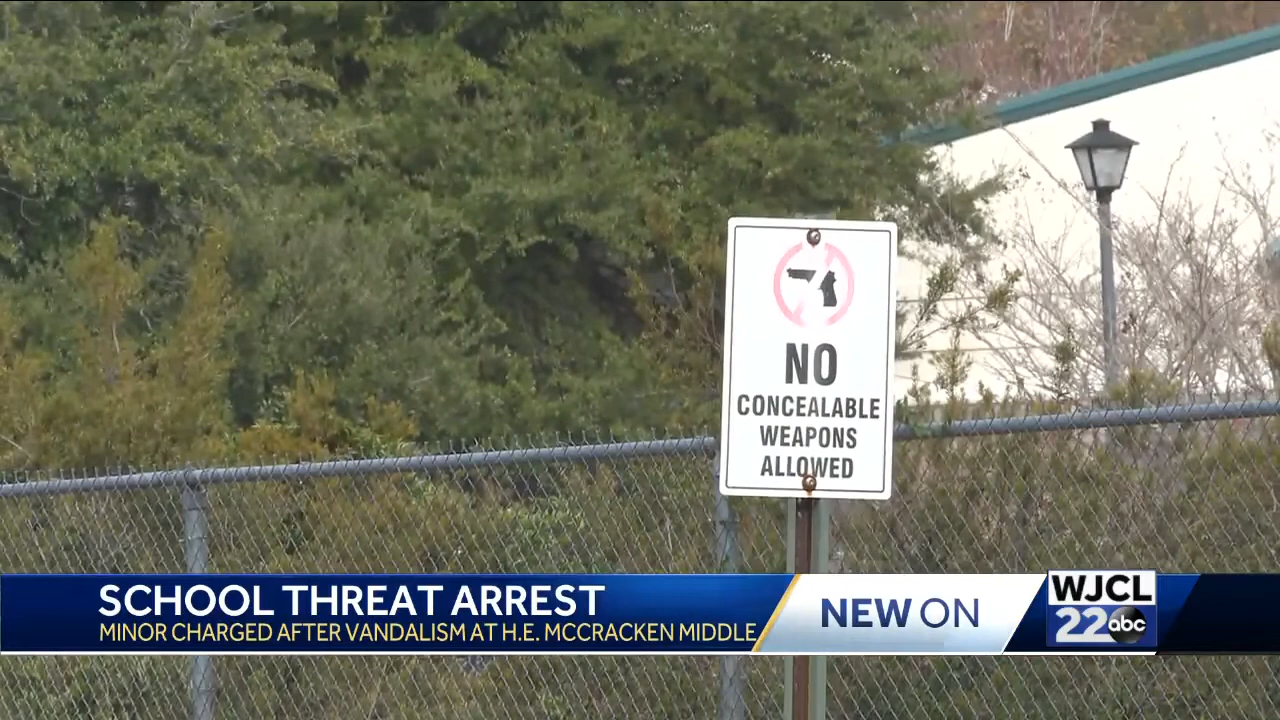 NO
CONCEALABLE
WEAPONS
ALLOWED
SCHOOL THREAT ARREST
MINOR CHARGED AFTER VANDALISM AT H.E. MCCRACKEN MIDDLE
NEW ON
WJCL
22 abc